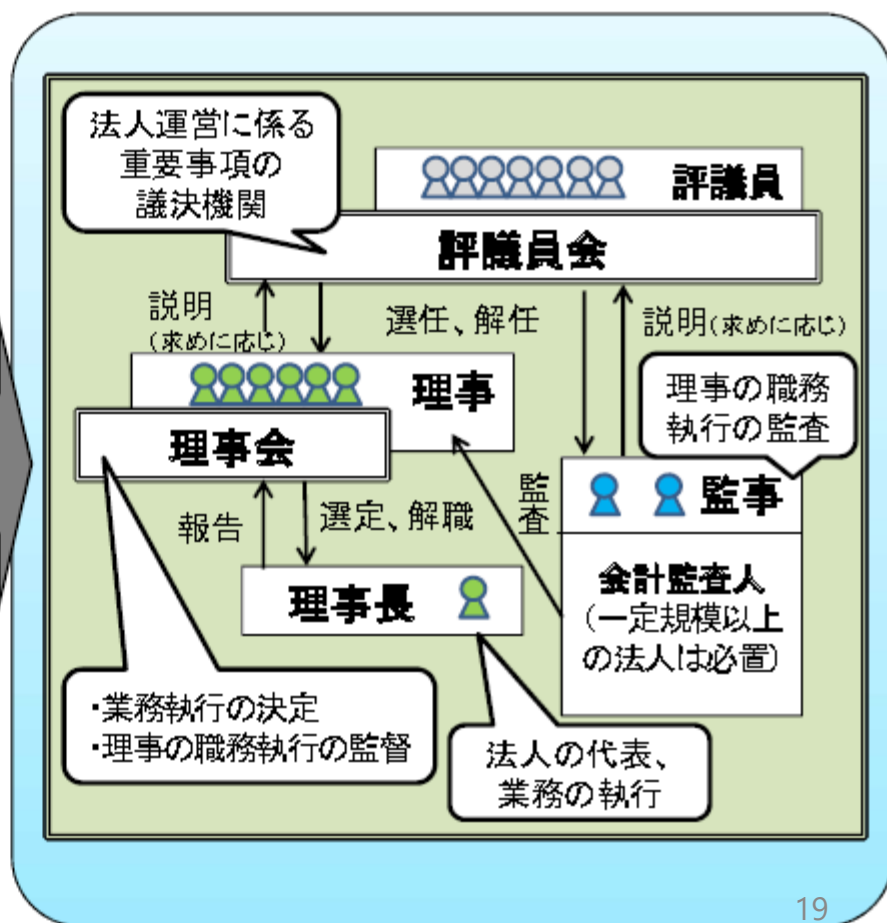 法人運営に係る
重要事項の
議決機関
評議員
評議員会
説明
(求めに応じ)
選任、解任
説明(求めに応じ)
理事
理事会
理事の職務
執行の監査
監事
監査
報告
選定、解職
理事長
会計監査人
(一定規模以上
の法人は必置)
・業務執行の決定
・理事の職務執行の監督
法人の代表、
業務の執行
19